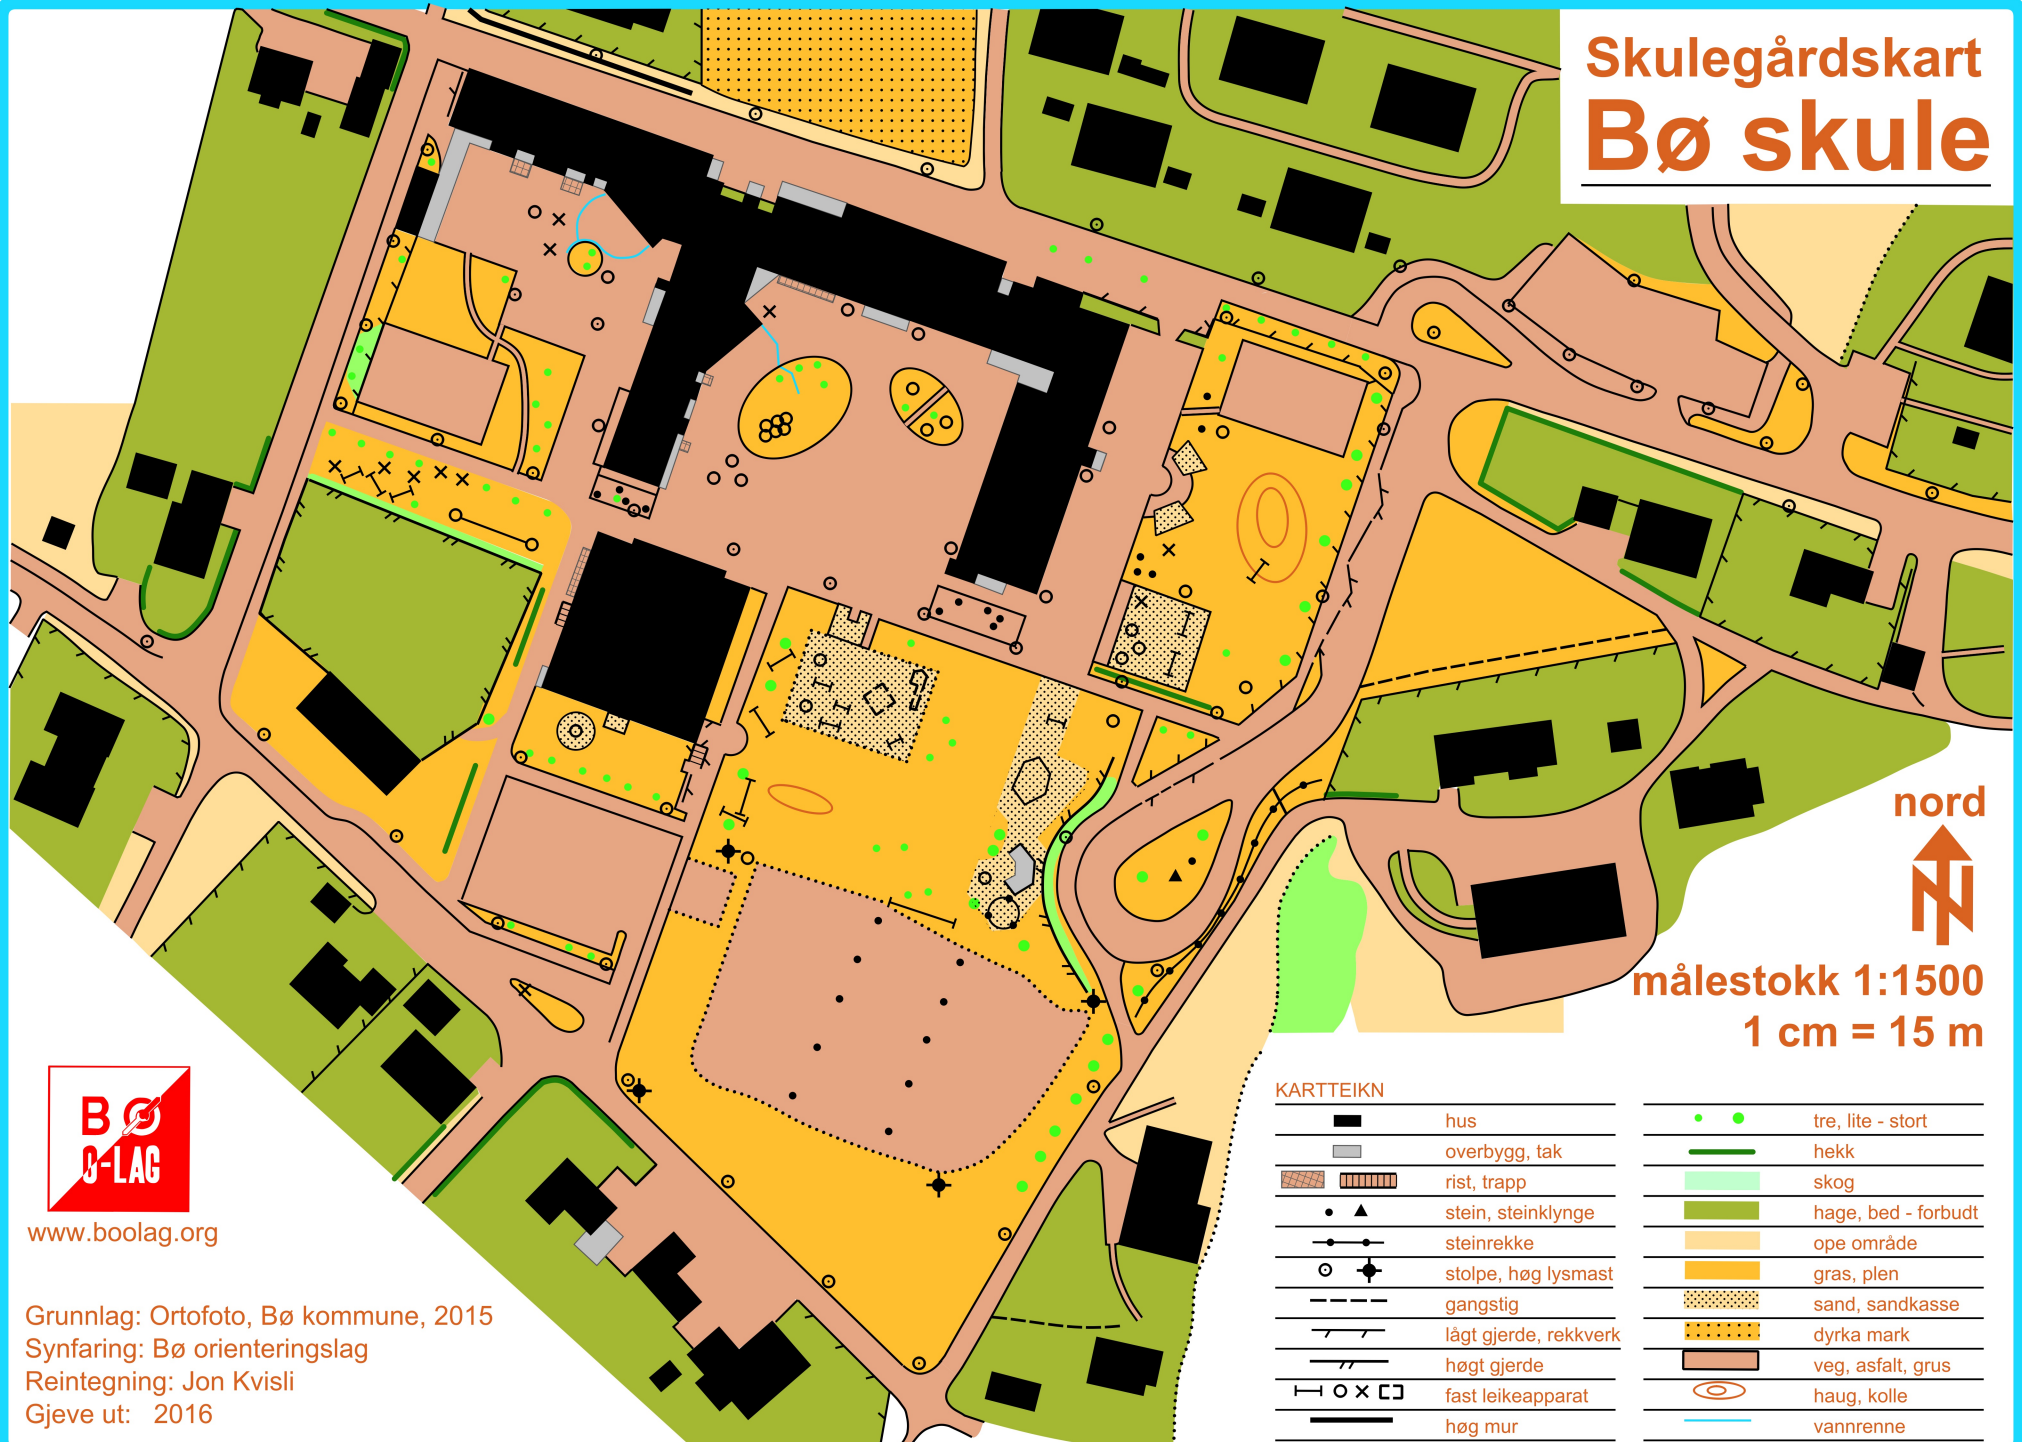 Skulegårdskart
Bø skule
nord
målestokk 1:1500
1 cm = 15 m
BØ
O-LAG
www.boolag.org
Grunnlag: Ortofoto, Bø kommune, 2015
Synfaring: Bø orienteringslag
Reintegning: Jon Kvisli
Gjeve ut: 2016
KARTTEIKN
hus
overbygg, tak
rist, trapp
stein, steinklynge
steinrekke
stolpe, høg lysmast
gangstig
lågt gjerde, rekkverk
høgt gjerde
fast leikeapparat
høg mur
tre, lite - stort
hekk
skog
hage, bed - forbudt
ope område
gras, plen
sand, sandkasse
dyrka mark
veg, asfalt, grus
haug, kolle
vannrenne